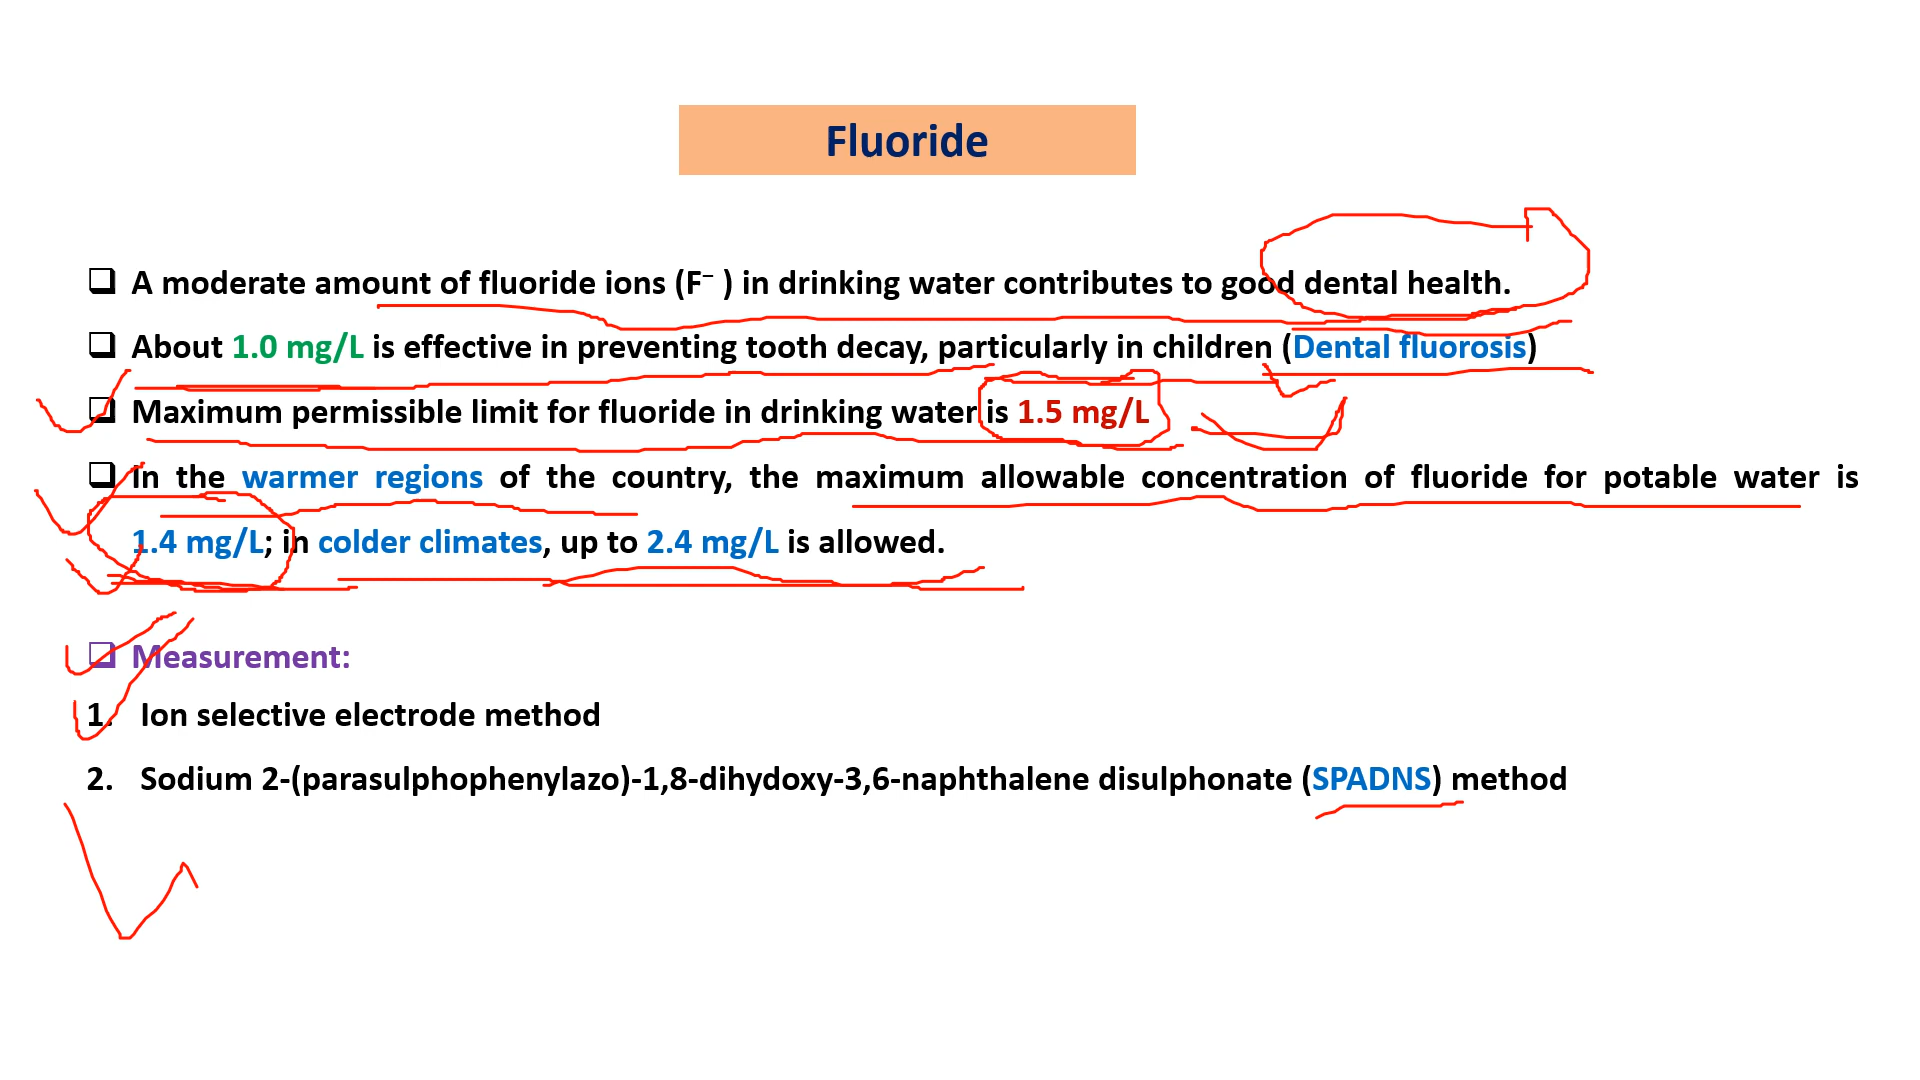 Fluoride
❑ A moderate amount of fluoride ions (F⁻ ) in drinking water contributes to good dental health.
❑ About 1.0 mg/L is effective in preventing tooth decay, particularly in children (Dental fluorosis)
❑ Maximum permissible limit for fluoride in drinking water is 1.5 mg/L
❑ In the warmer regions of the country, the maximum allowable concentration of fluoride for potable water is
1.4 mg/L; in colder climates, up to 2.4 mg/L is allowed.
❑ Measurement:
1. Ion selective electrode method
2. Sodium 2-(parasulphophenylazo)-1,8-dihydoxy-3,6-naphthalene disulphonate (SPADNS) method